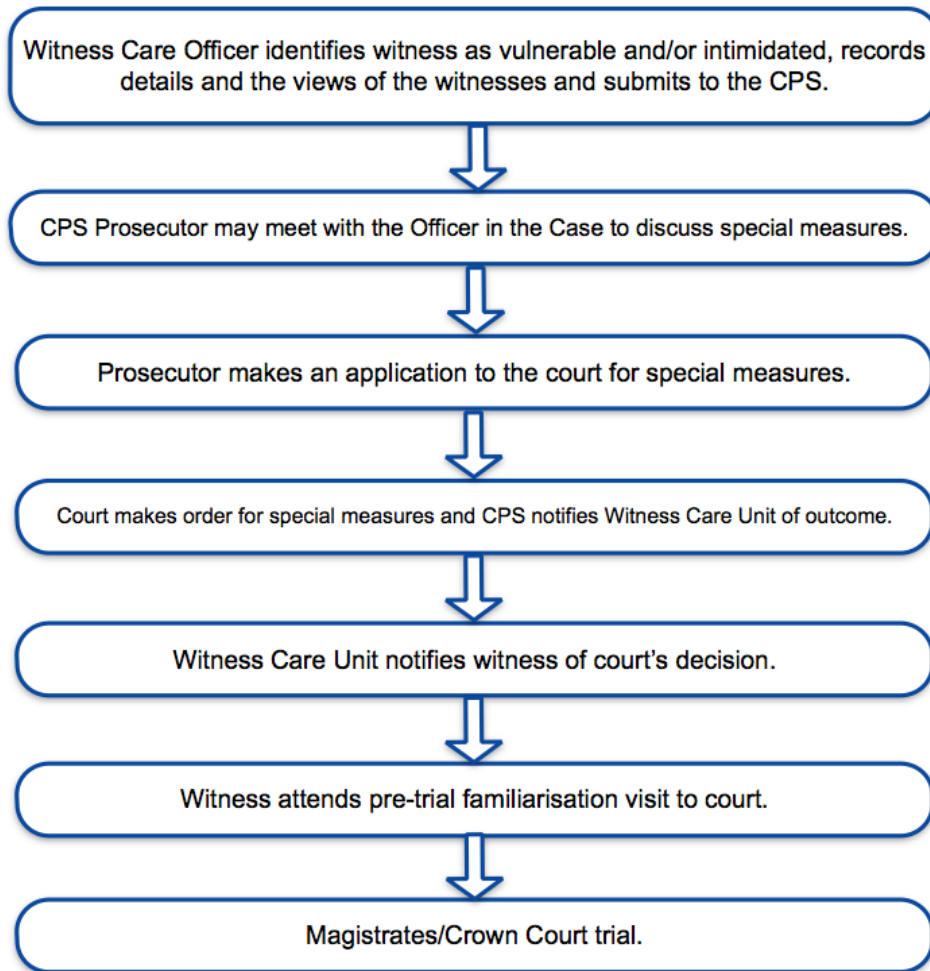 Witness Care Officer identifies witness as vulnerable and/or intimidated, records
details and the views of the witnesses and submits to the CPS.
CPS Prosecutor may meet with the Officer in the Case to discuss special measures.
Prosecutor makes an application to the court for special measures.
Court makes order for special measures and CPS notifies Witness Care Unit of outcome.
Witness Care Unit notifies witness of court’s decision.
Witness attends pre-trial familiarisation visit to court.
Magistrates/Crown Court trial.